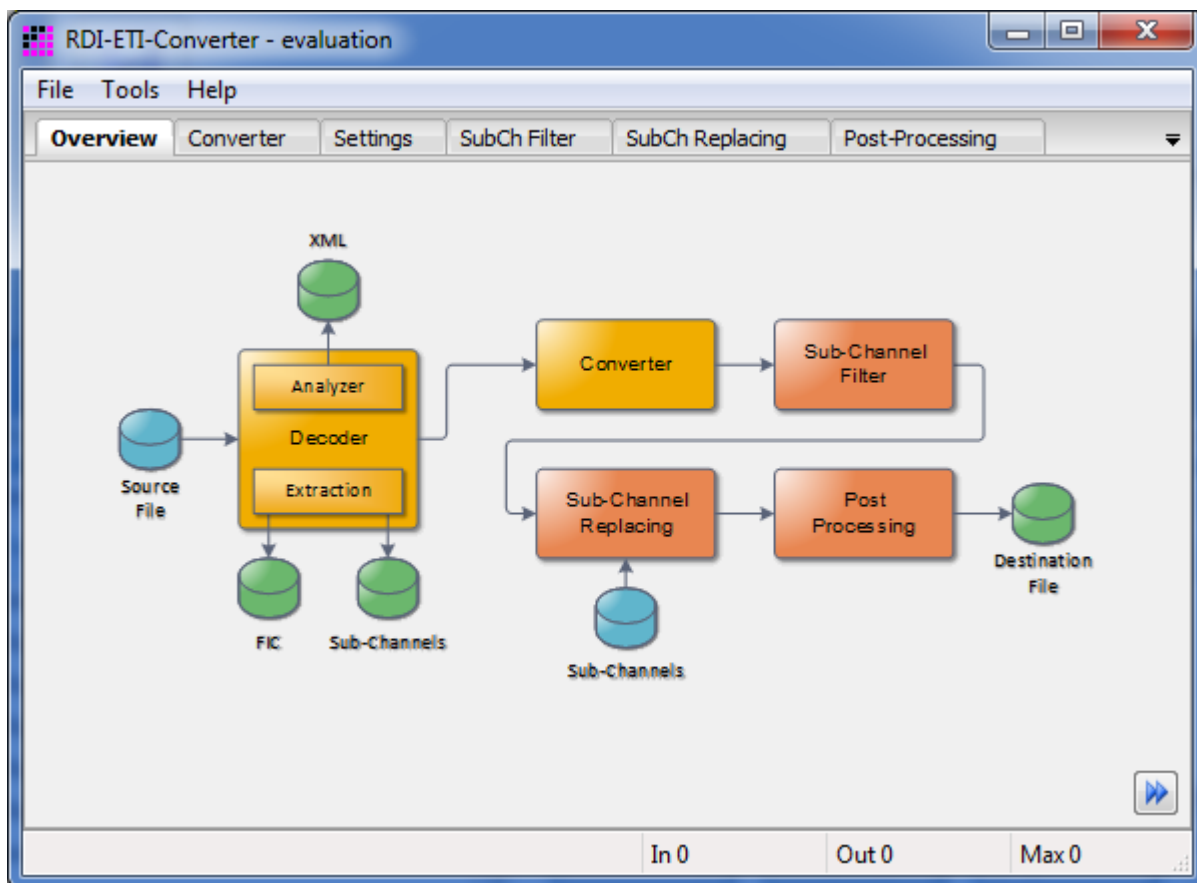 RDI-ETI-Converter - evaluation
File Tools Help
Overview Converter Settings SubCh Filter SubCh Replacing Post-Processing
XML
Analyzer
Decoder
Extraction
Source
File
FIC
Sub-Channels
Converter
Sub-Channel
Filter
Sub-Channel
Replacing
Post
Processing
Sub-Channels
Destination
File
In 0 Out 0 Max 0